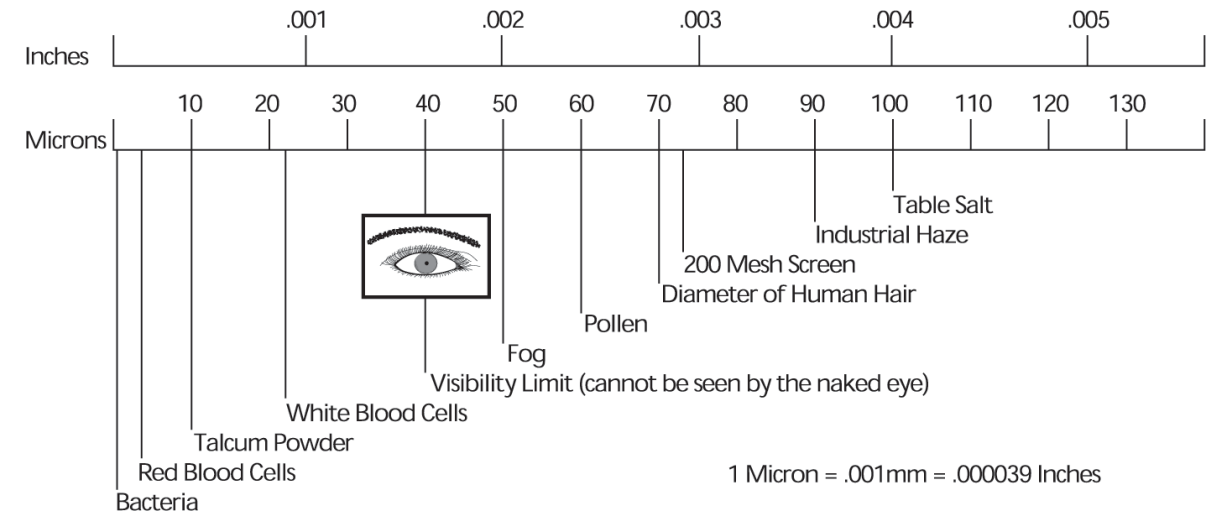 .001 .002 .003 .004 .005
Inches
10 20 30 40 50 60 70 80 90 100 110 120 130
Microns
Table Salt
Industrial Haze
200 Mesh Screen
Diameter of Human Hair
Pollen
Fog
Visibility Limit (cannot be seen by the naked eye)
White Blood Cells
Talcum Powder
Red Blood Cells
1 Micron = .001mm = .000039 Inches
Bacteria